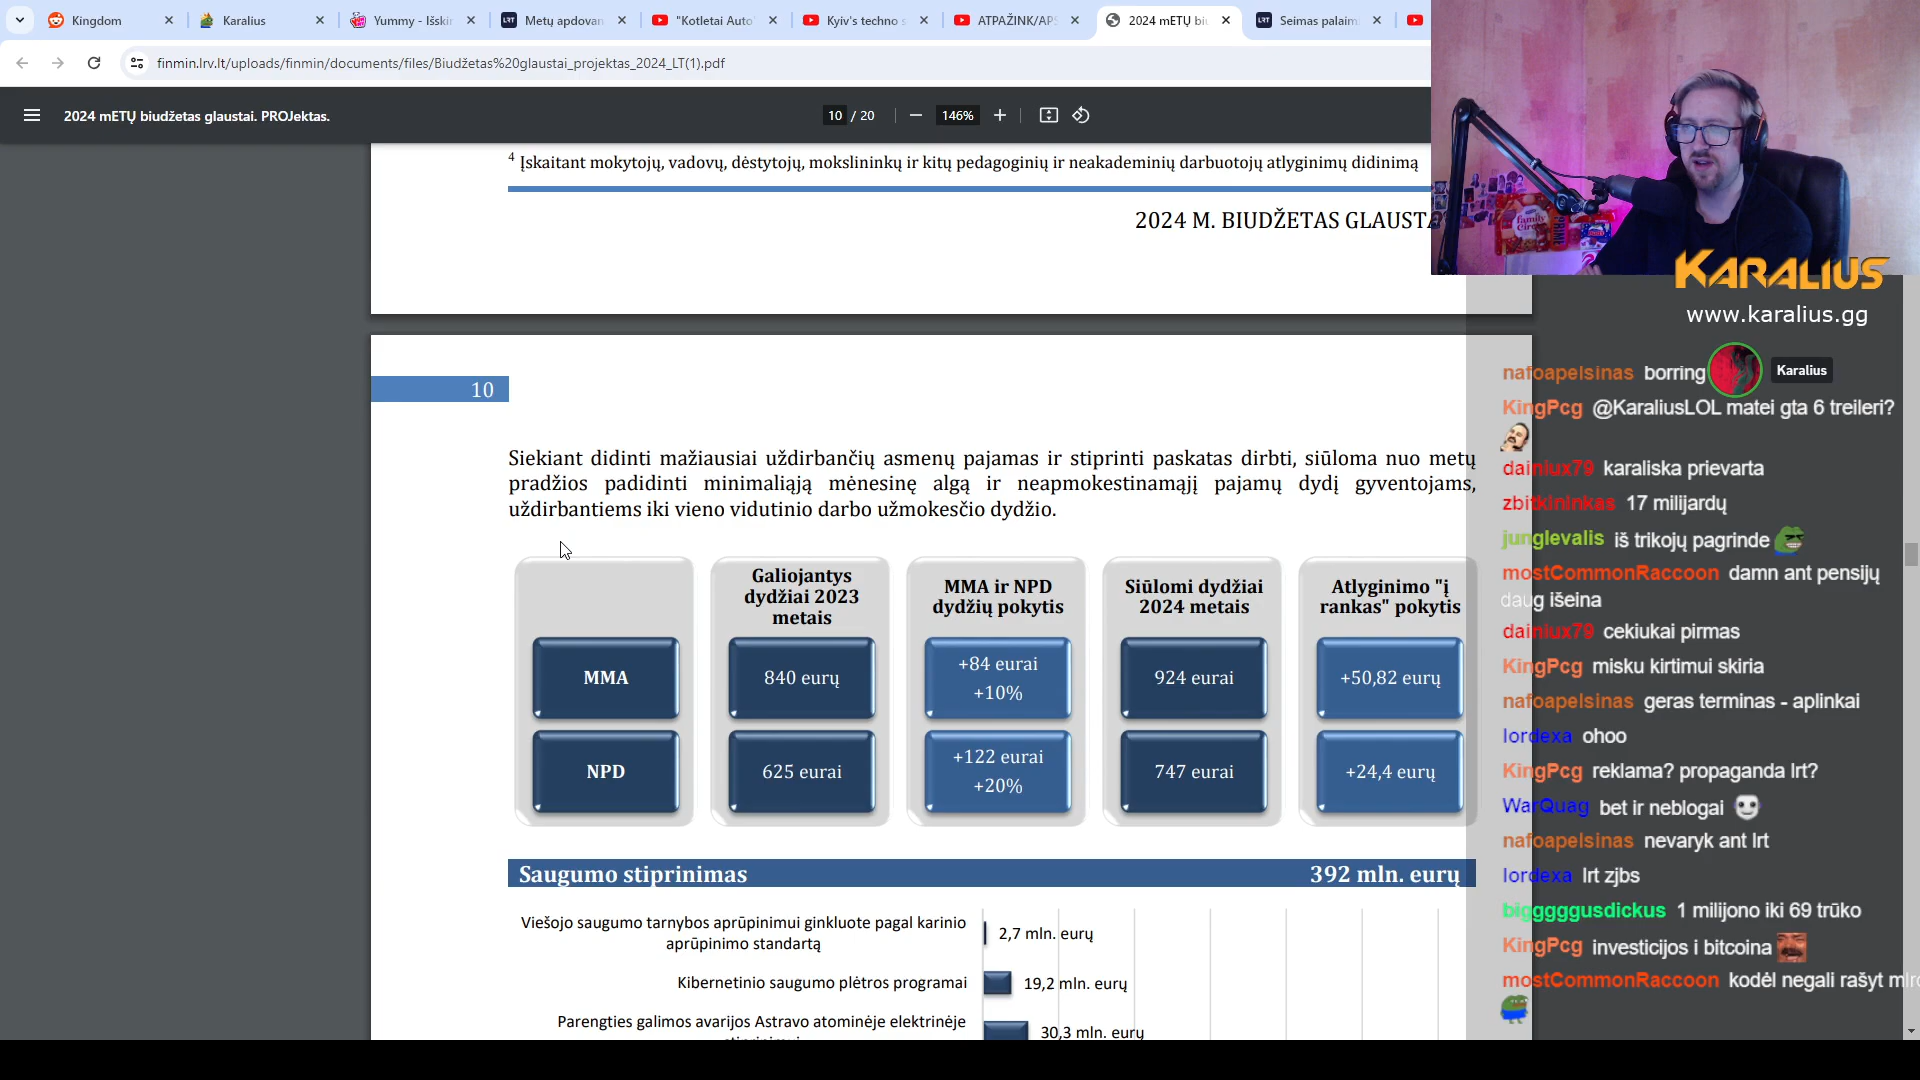 Kingdom
Karalius
Yummy - Išskir
LRT Metų apdovan
"Kotletai Auto
Kyiv's techno s
ATPAŽINK/APS
2024 mETŲ biu
LRT Seimas palaim
finmin.lrv.lt/uploads/finmin/documents/files/Biudžetas%20glaustai_projektas_2024_LT(1).pdf
2024 mETŲ biudžetas glaustai. PROJektas.
10 / 20
146%
4 Įskaitant mokytojų, vadovų, dėstytojų, mokslininkų ir kitų pedagoginių ir neakademinių darbuotojų atlyginimų didinimą
2024 M. BIUDŽETAS GLAUSTA
10
Siekiant didinti mažiausiai uždirbančių asmenų pajamas ir stiprinti paskatas dirbti, siūloma nuo metų
pradžios padidinti minimaliąją mėnesinę algą ir neapmokestinamąjį pajamų dydį gyventojams,
uždirbantiems iki vieno vidutinio darbo užmokesčio dydžio.
Galiojantys
dydžiai 2023
metais
MMA ir NPD
dydžių pokytis
Siūlomi dydžiai
2024 metais
Atlyginimo "į
rankas" pokytis
MMA
840 eurų
+84 eurai
+10%
924 eurai
+50,82 eurų
NPD
625 eurai
+122 eurai
+20%
747 eurai
+24,4 eurų
Saugumo stiprinimas 392 mln. eurų
Viešojo saugumo tarnybos aprūpinimui ginkluote pagal karinio
aprūpinimo standartą
2,7 mln. eurų
Kibernetinio saugumo plėtros programai
19,2 mln. eurų
Parengties galimos avarijos Astravo atominėje elektrinėje
30,3 mln. eurų
family
PRIME
KARALIUS
www.karalius.gg
Karalius
nafoapelsinas borring
KingPcg @KaraliusLOL matei gta 6 treileri?
dainiux79 karaliska prievarta
zbitkininkas 17 milijardų
junglevalis iš trikojų pagrinde
mostCommonRaccoon damn ant pensijų
daug išeina
dainiux79 cekiukai pirmas
KingPcg misku kirtimui skiria
nafoapelsinas geras terminas - aplinkai
lordexa ohoo
KingPcg reklama? propaganda lrt?
WarQuag bet ir neblogai
nafoapelsinas nevaryk ant lrt
lordexa lrt zjbs
bigggggusdickus 1 milijono iki 69 trūko
KingPcg investicijos i bitcoina
mostCommonRaccoon kodėl negali rašyt